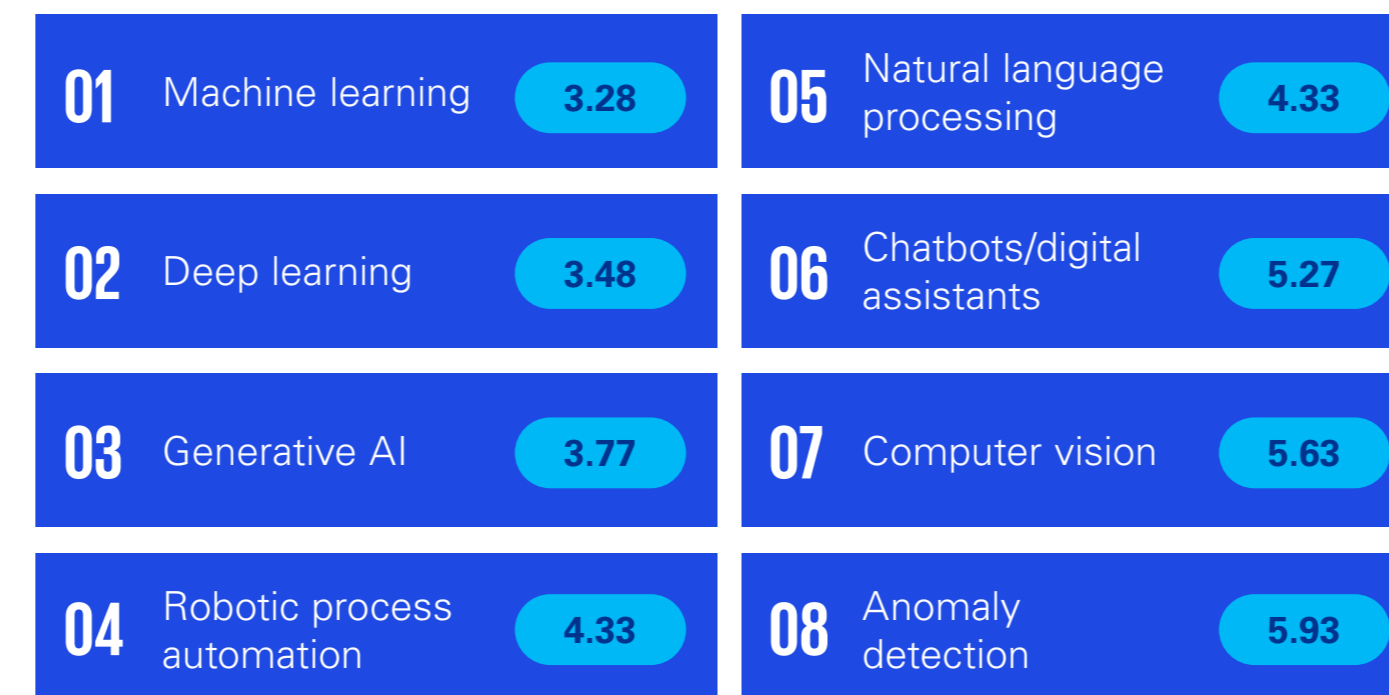 01 Machine learning 3.28
02 Deep learning 3.48
03 Generative AI 3.77
04 Robotic process
automation 4.33
05 Natural language
processing 4.33
06 Chatbots/digital
assistants 5.27
07 Computer vision 5.63
08 Anomaly
detection 5.93